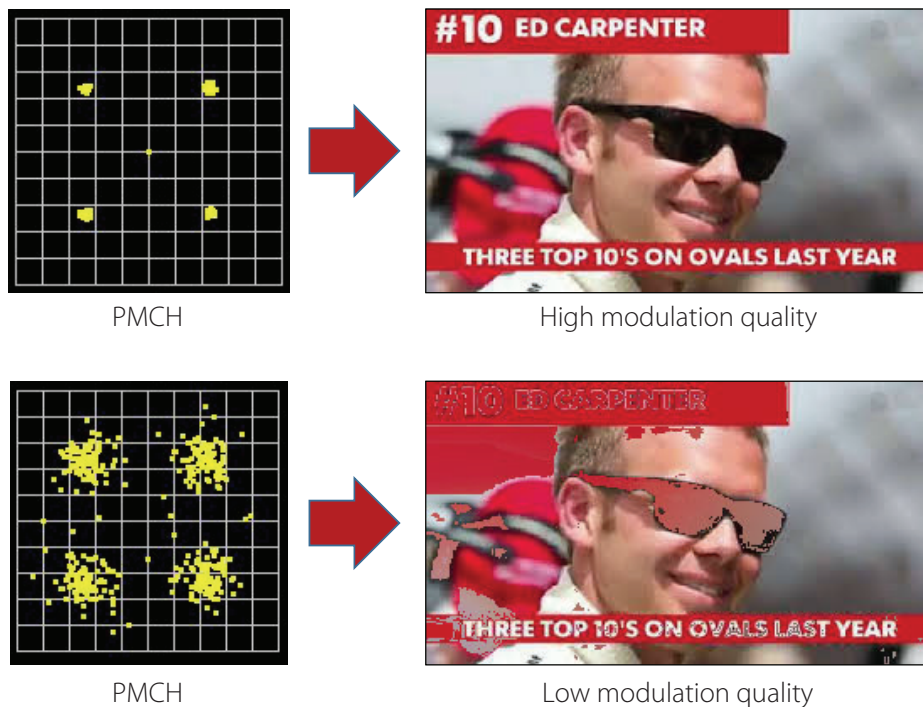 #10 ED CARPENTER
THREE TOP 10'S ON OVALS LAST YEAR
PMCH
High modulation quality
#10 ED CARPENTER
THREE TOP 10'S ON OVALS LAST YEAR
PMCH
Low modulation quality